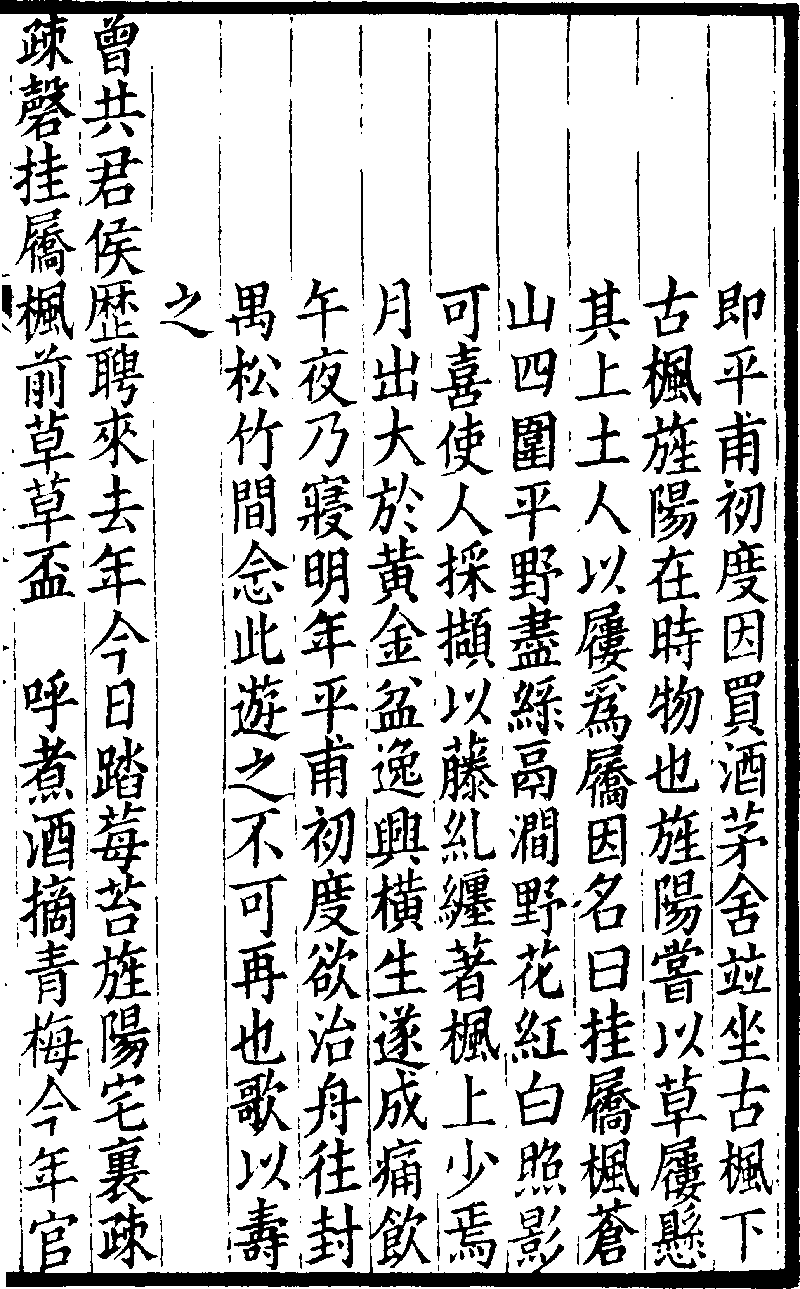 即平甫初度因買酒茅舍並坐古楓下
古楓旌陽在時物也旌陽嘗以草屨懸
其上土人以屨爲屩因名曰挂屩楓蒼
山四圍平野盡綠鬲澗野花紅白照影
可喜使人採擷以藤糺纏著楓上少焉
月出大於黄金盆逸興横生遂成痛飲
午夜乃寢明年平甫初度欲治舟往封
禺松竹間念此遊之不可再也歌以壽
之
曾共君侯歷聘來去年今日踏莓苔旌陽宅裏疎
疎磬挂屩楓前草草盃　呼煮酒摘青梅今年官